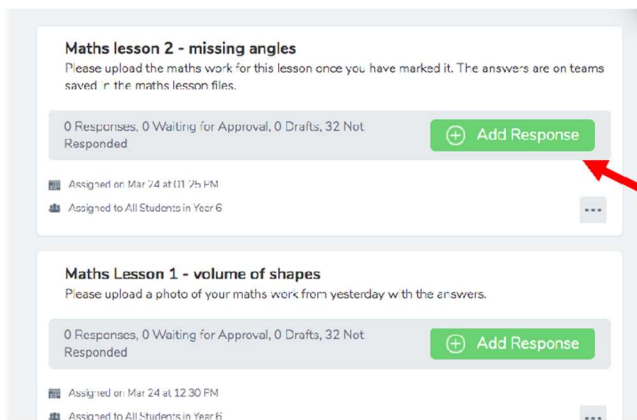 Maths lesson 2 - missing angles
Please upload the maths work for this lesson once you have marked it. The answers are on teams
saved in the maths lesson files.
0 Responses, 0 Waiting for Approval, 0 Drafts, 32 Not
Responded
Add Response
Assigned on Mar 24 at 01:25 PM
Assigned to All Students in Year 6
Maths Lesson 1 - volume of shapes
Please upload a photo of your maths work from yesterday with the answers.
0 Responses, 0 Waiting for Approval, 0 Drafts, 32 Not
Responded
Add Response
Assigned on Mar 24 at 12:30 PM
Assigned to All Students in Year 6